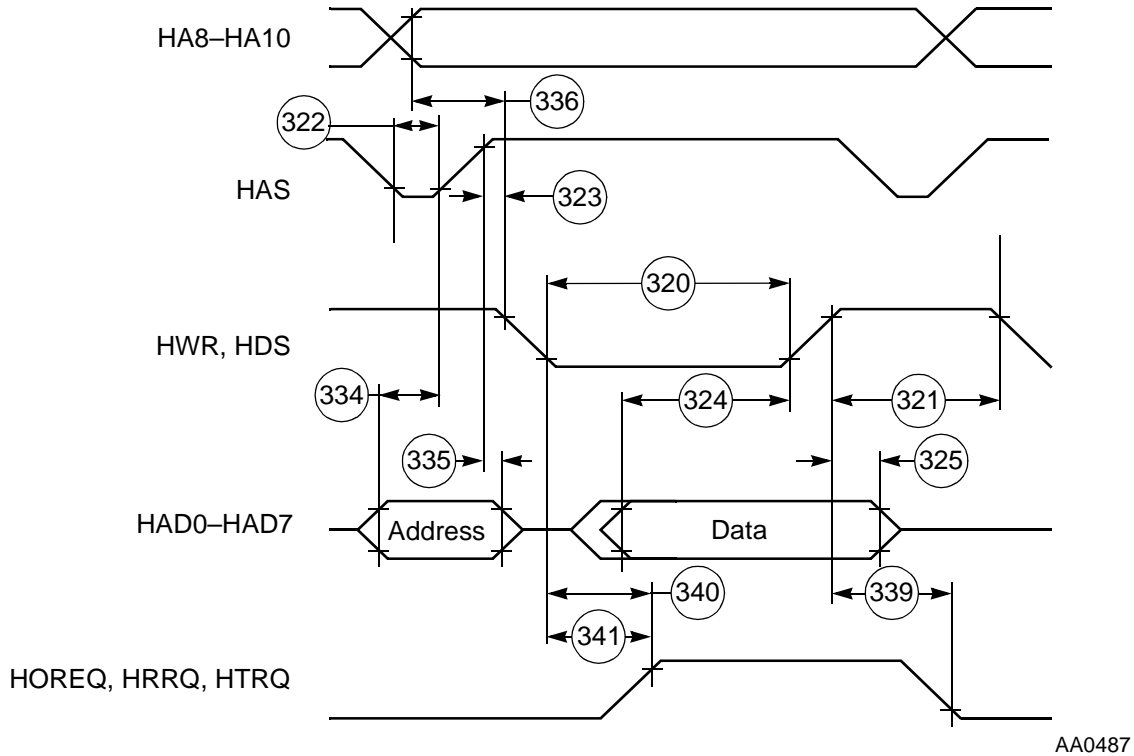 HA8–HA10
336
322
HAS
323
320
HWR, HDS
334
324
321
335
325
HAD0–HAD7
Address
Data
340
339
341
HOREQ, HRRQ, HTRQ
AA0487